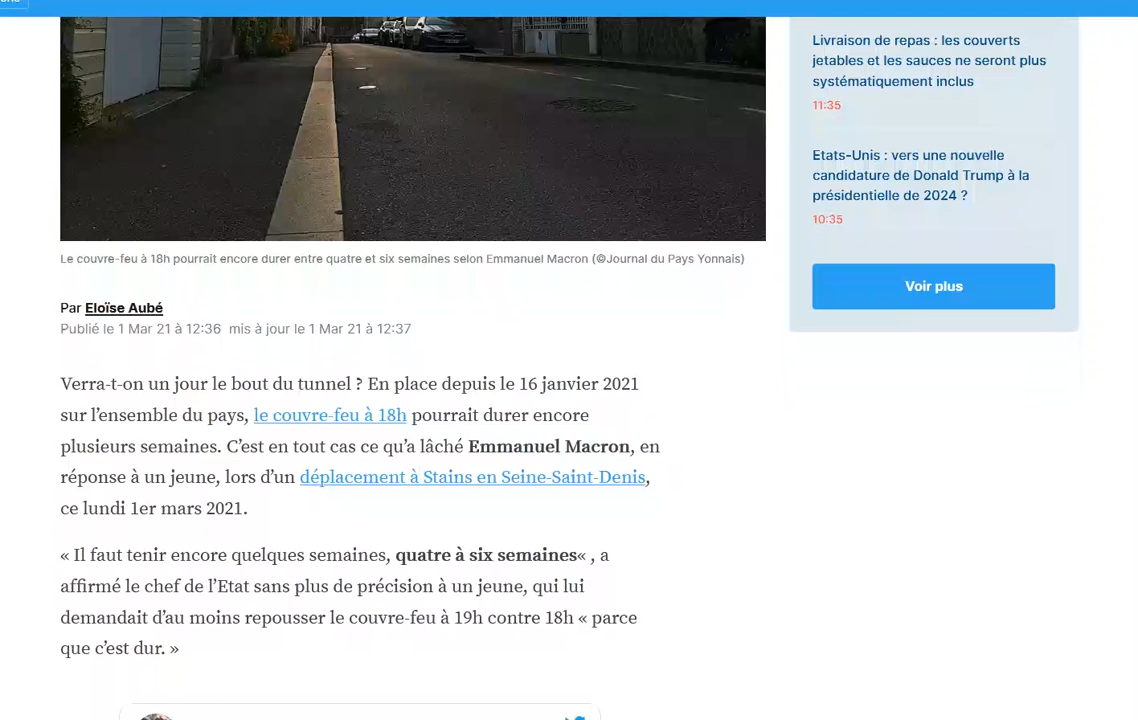 Livraison de repas : les couverts
jetables et les sauces ne seront plus
systématiquement inclus
11:35
Etats-Unis : vers une nouvelle
candidature de Donald Trump à la
présidentielle de 2024 ?
10:35
Voir plus
Le couvre-feu à 18h pourrait encore durer entre quatre et six semaines selon Emmanuel Macron (©Journal du Pays Yonnais)
Par Eloïse Aubé
Publié le 1 Mar 21 à 12:36 mis à jour le 1 Mar 21 à 12:37
Verra-t-on un jour le bout du tunnel ? En place depuis le 16 janvier 2021
sur l’ensemble du pays, le couvre-feu à 18h pourrait durer encore
plusieurs semaines. C’est en tout cas ce qu’a lâché Emmanuel Macron, en
réponse à un jeune, lors d’un déplacement à Stains en Seine-Saint-Denis,
ce lundi 1er mars 2021.
« Il faut tenir encore quelques semaines, quatre à six semaines« , a
affirmé le chef de l’Etat sans plus de précision à un jeune, qui lui
demandait d’au moins repousser le couvre-feu à 19h contre 18h « parce
que c’est dur. »